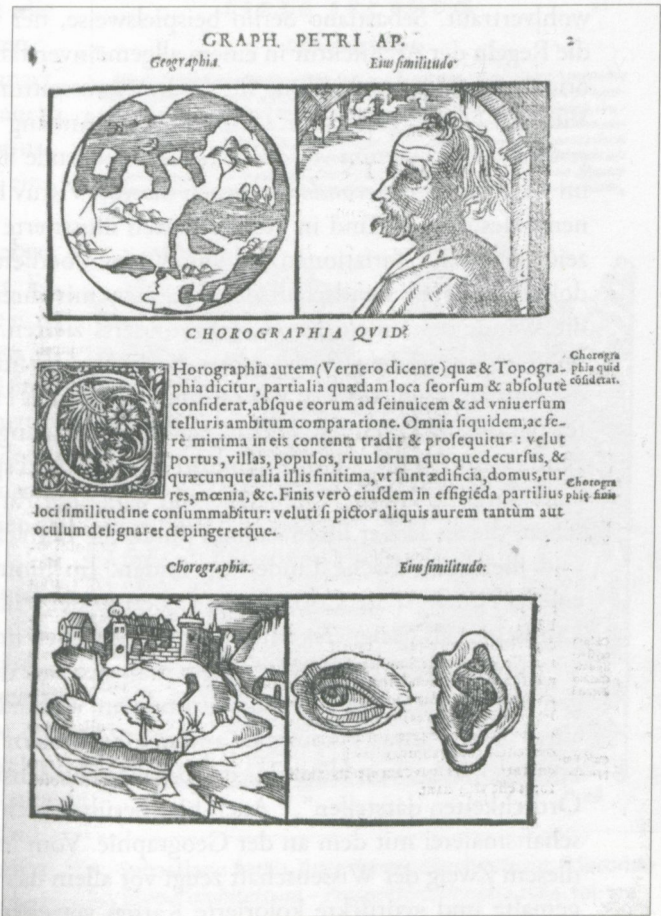 GRAPH. PETRI AP. 2
Geographia. Eius similitudo.
CHOROGRAPHIA QVID?
CHorographia autem (Vernero dicente) quæ & Topogra-
phia dicitur, partialia quædam loca seorsum & absolutè
considerat, absque eorum ad seinuicem & ad vniuersum
telluris ambitum comparatione. Omnia siquidem, ac fe-
rè minima in eis contenta tradit & prosequitur : velut
portus, villas, populos, riuulorum quoque decursus, &
quæcunque alia illis finitima, vt sunt ædificia, domus, tur
res, mœnia, &c. Finis verò eiusdem in effigiẽda partilius
loci similitudine consummabitur: veluti si pictor aliquis aurem tantùm aut
oculum designaret depingeretque.
Chorogra
phia quid
cõsiderat.
Chorogra
phię finis
Chorographia. Eius similitudo.